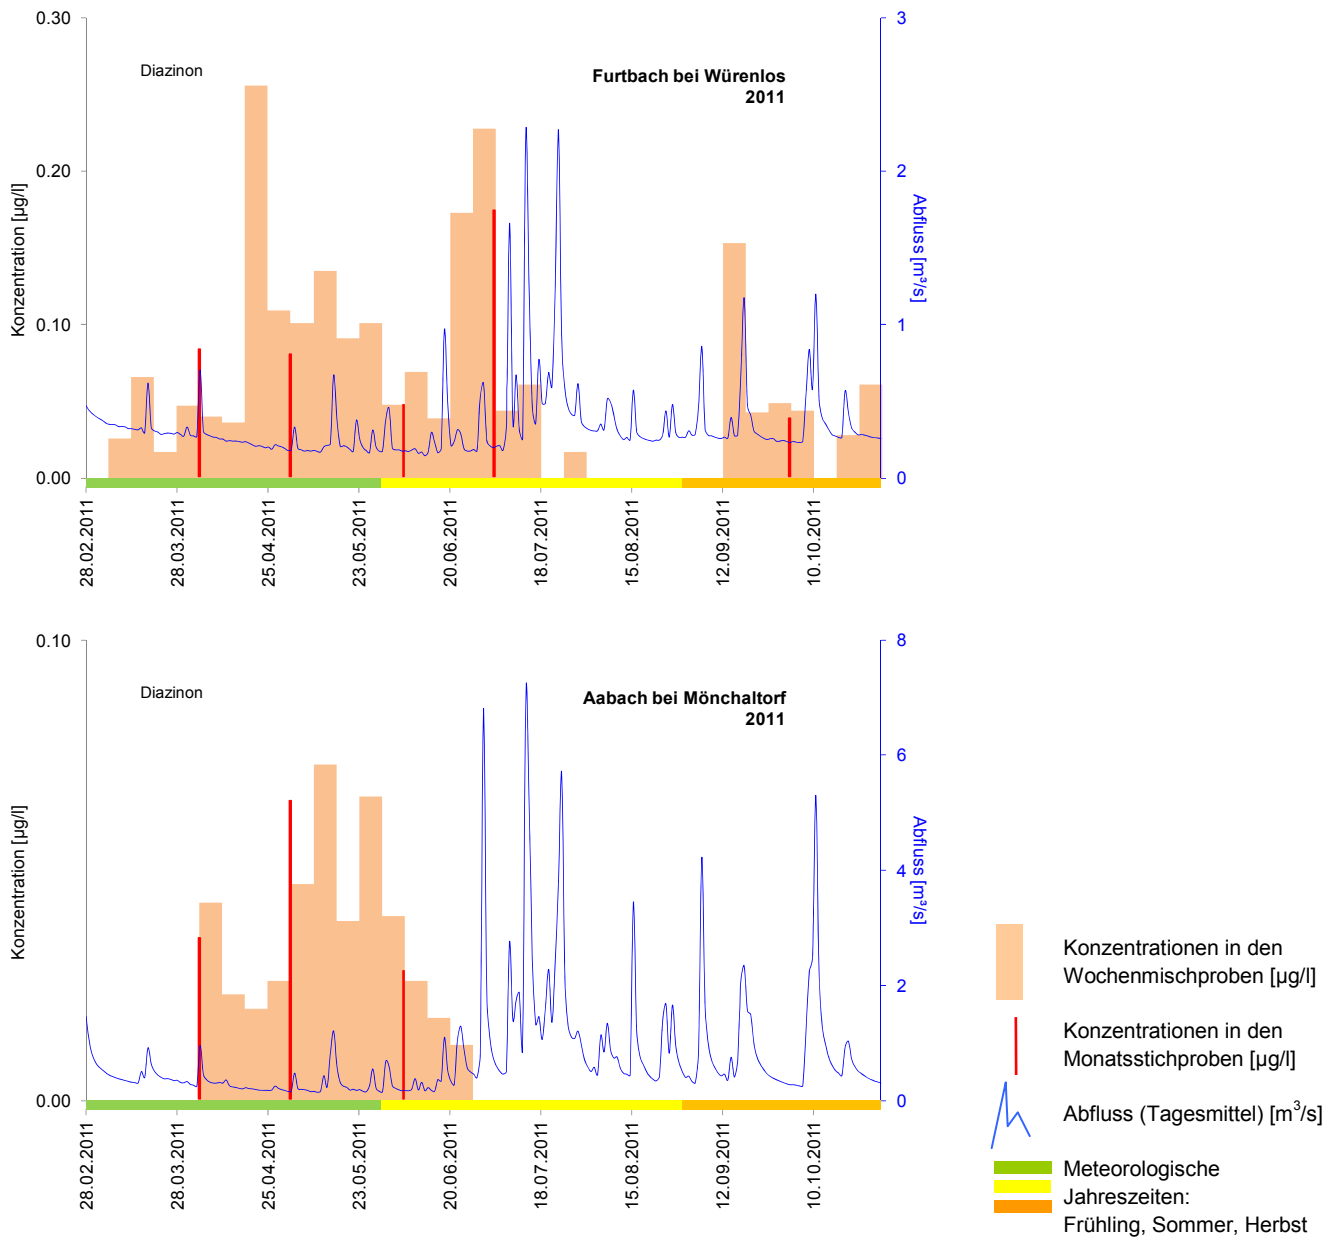 0.30
0.20
0.10
0.00
Konzentration [µg/l]
Diazinon
Furtbach bei Würenlos
2011
3
2
1
0
Abfluss [m³/s]
28.02.2011
28.03.2011
25.04.2011
23.05.2011
20.06.2011
18.07.2011
15.08.2011
12.09.2011
10.10.2011
0.10
0.00
Konzentration [µg/l]
Diazinon
Aabach bei Mönchaltorf
2011
8
6
4
2
0
Abfluss [m³/s]
28.02.2011
28.03.2011
25.04.2011
23.05.2011
20.06.2011
18.07.2011
15.08.2011
12.09.2011
10.10.2011
Konzentrationen in den
Wochenmischproben [µg/l]
Konzentrationen in den
Monatsstichproben [µg/l]
Abfluss (Tagesmittel) [m³/s]
Meteorologische
Jahreszeiten:
Frühling, Sommer, Herbst